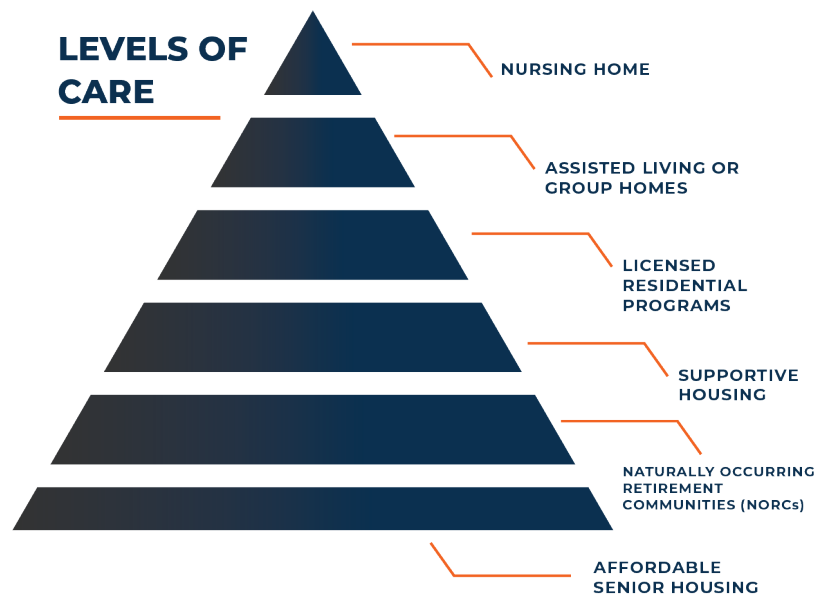 LEVELS OF
CARE
NURSING HOME
ASSISTED LIVING OR
GROUP HOMES
LICENSED
RESIDENTIAL
PROGRAMS
SUPPORTIVE
HOUSING
NATURALLY OCCURRING
RETIREMENT
COMMUNITIES (NORCs)
AFFORDABLE
SENIOR HOUSING